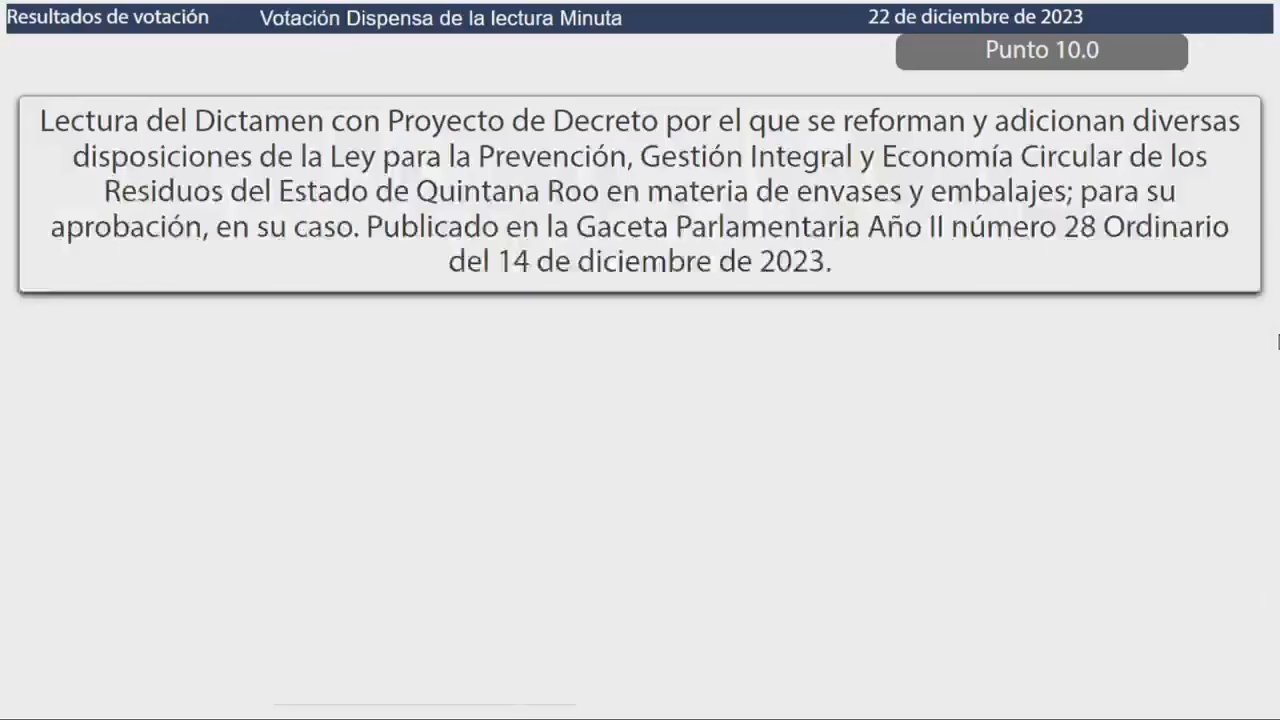 Resultados de votación Votación Dispensa de la lectura Minuta 22 de diciembre de 2023
Punto 10.0
Lectura del Dictamen con Proyecto de Decreto por el que se reforman y adicionan diversas
disposiciones de la Ley para la Prevención, Gestión Integral y Economía Circular de los
Residuos del Estado de Quintana Roo en materia de envases y embalajes; para su
aprobación, en su caso. Publicado en la Gaceta Parlamentaria Año II número 28 Ordinario
del 14 de diciembre de 2023.